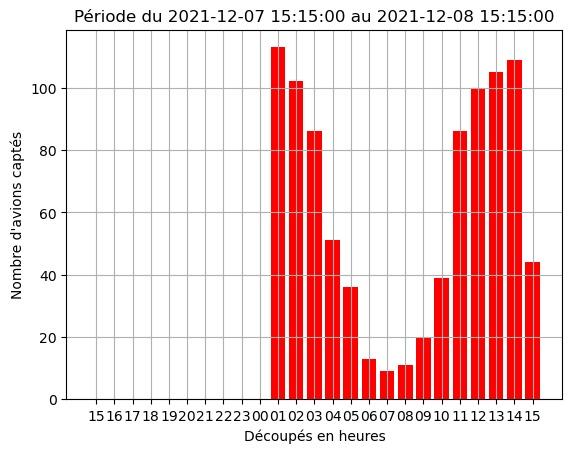 Période du 2021-12-07 15:15:00 au 2021-12-08 15:15:00
Nombre d'avions captés
100
80
60
40
20
0
15 16 17 18 19 20 21 22 23 00 01 02 03 04 05 06 07 08 09 10 11 12 13 14 15
Découpés en heures